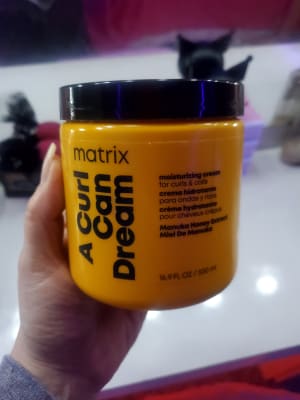 matrix
A Curl
Can
Dream
moisturizing cream
for curls & coils
crema hidratante
para ondas y rizos
crème hydratante
pour cheveux crépus
Manuka Honey Extract
Miel De Manuka
16.9 FL OZ / 500 ml